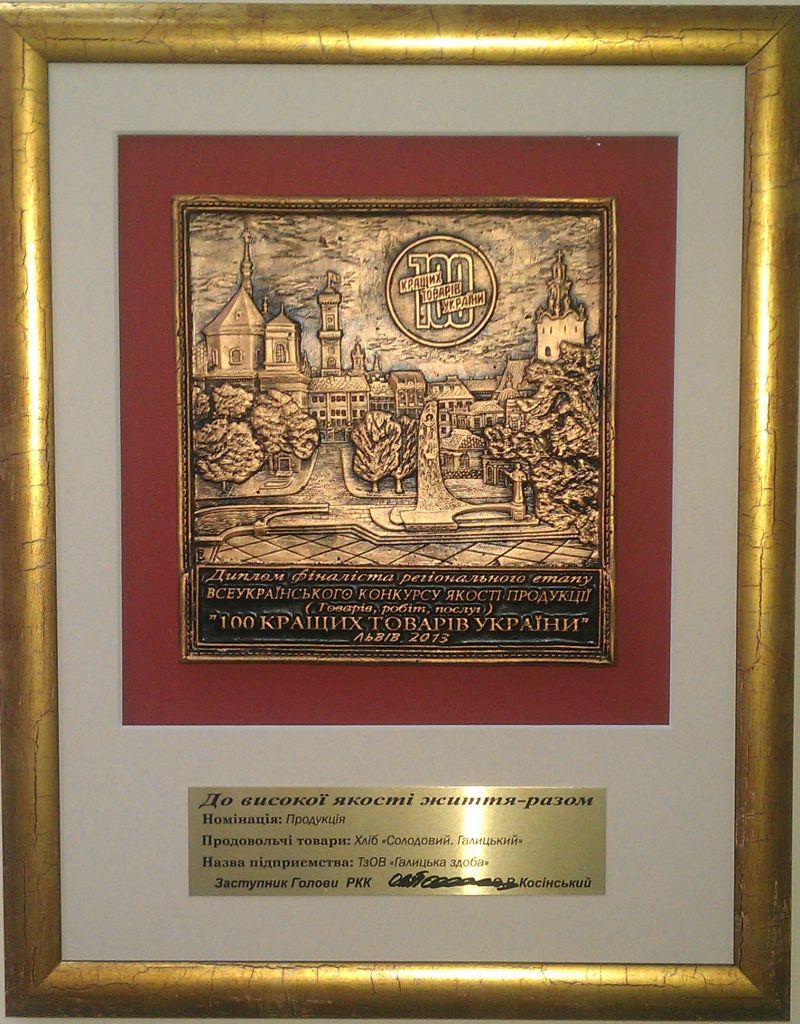 100
КРАЩИХ
ТОВАРІВ
УКРАЇНИ
Диплом фіналіста регіонального етапу
ВСЕУКРАЇНСЬКОГО КОНКУРСУ ЯКОСТІ ПРОДУКЦІЇ
(Товарів, робіт, послуг)
"100 КРАЩИХ ТОВАРІВ УКРАЇНИ"
ЛЬВІВ 2013
До високої якості життя-разом
Номінація: Продукція
Продовольчі товари: Хліб «Солодовий. Галицький»
Назва підприємства: ТзОВ «Галицька здоба»
Заступник Голови РКК Косінський